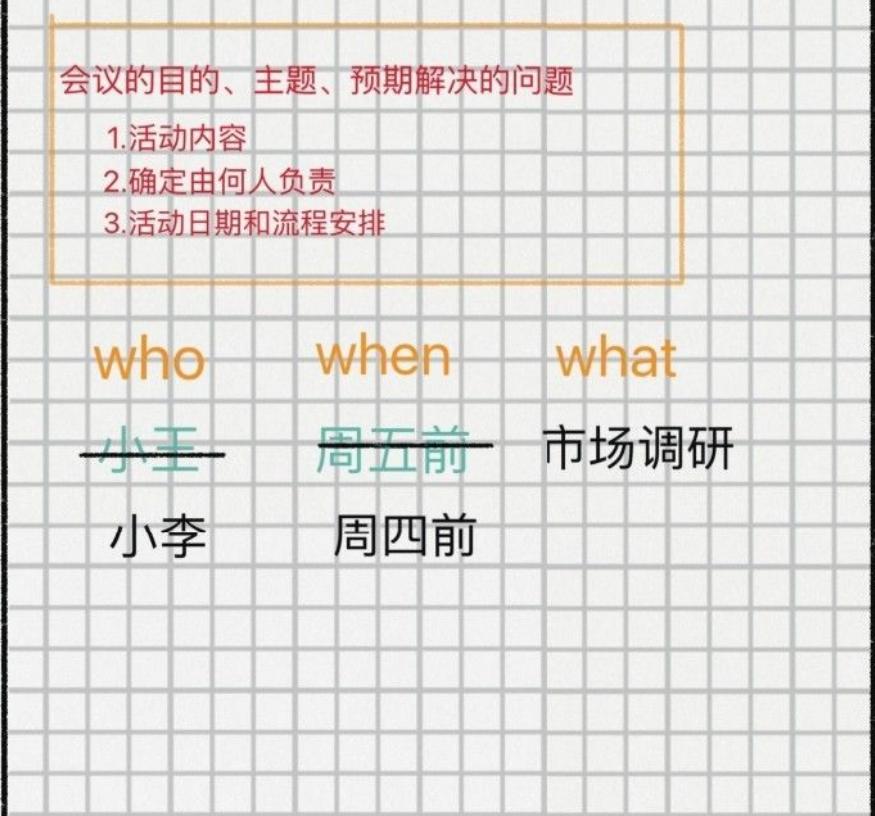 会议的目的、主题、预期解决的问题
1.活动内容
2.确定由何人负责
3.活动日期和流程安排
who when what
小王 周五前 市场调研
小李 周四前